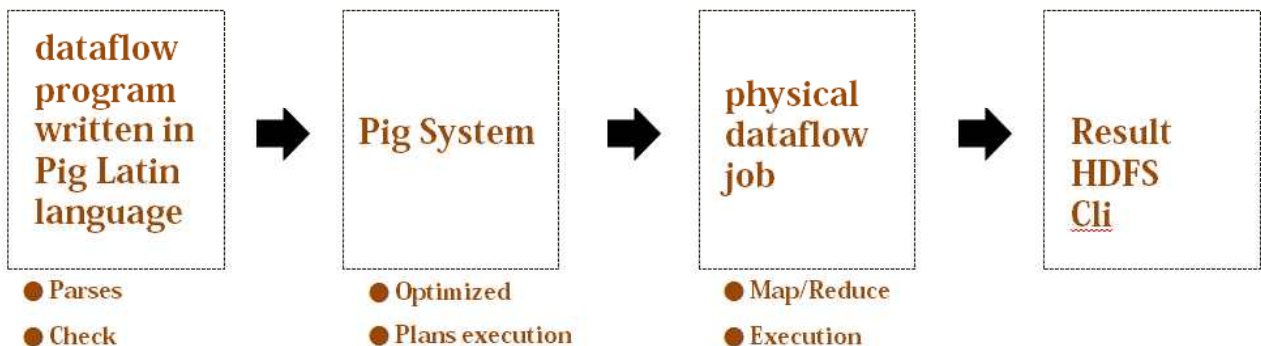 dataflow
program
written in
Pig Latin
language
Pig System
physical
dataflow
job
Result
HDFS
Cli
● Parses
● Check
● Optimized
● Plans execution
● Map/Reduce
● Execution